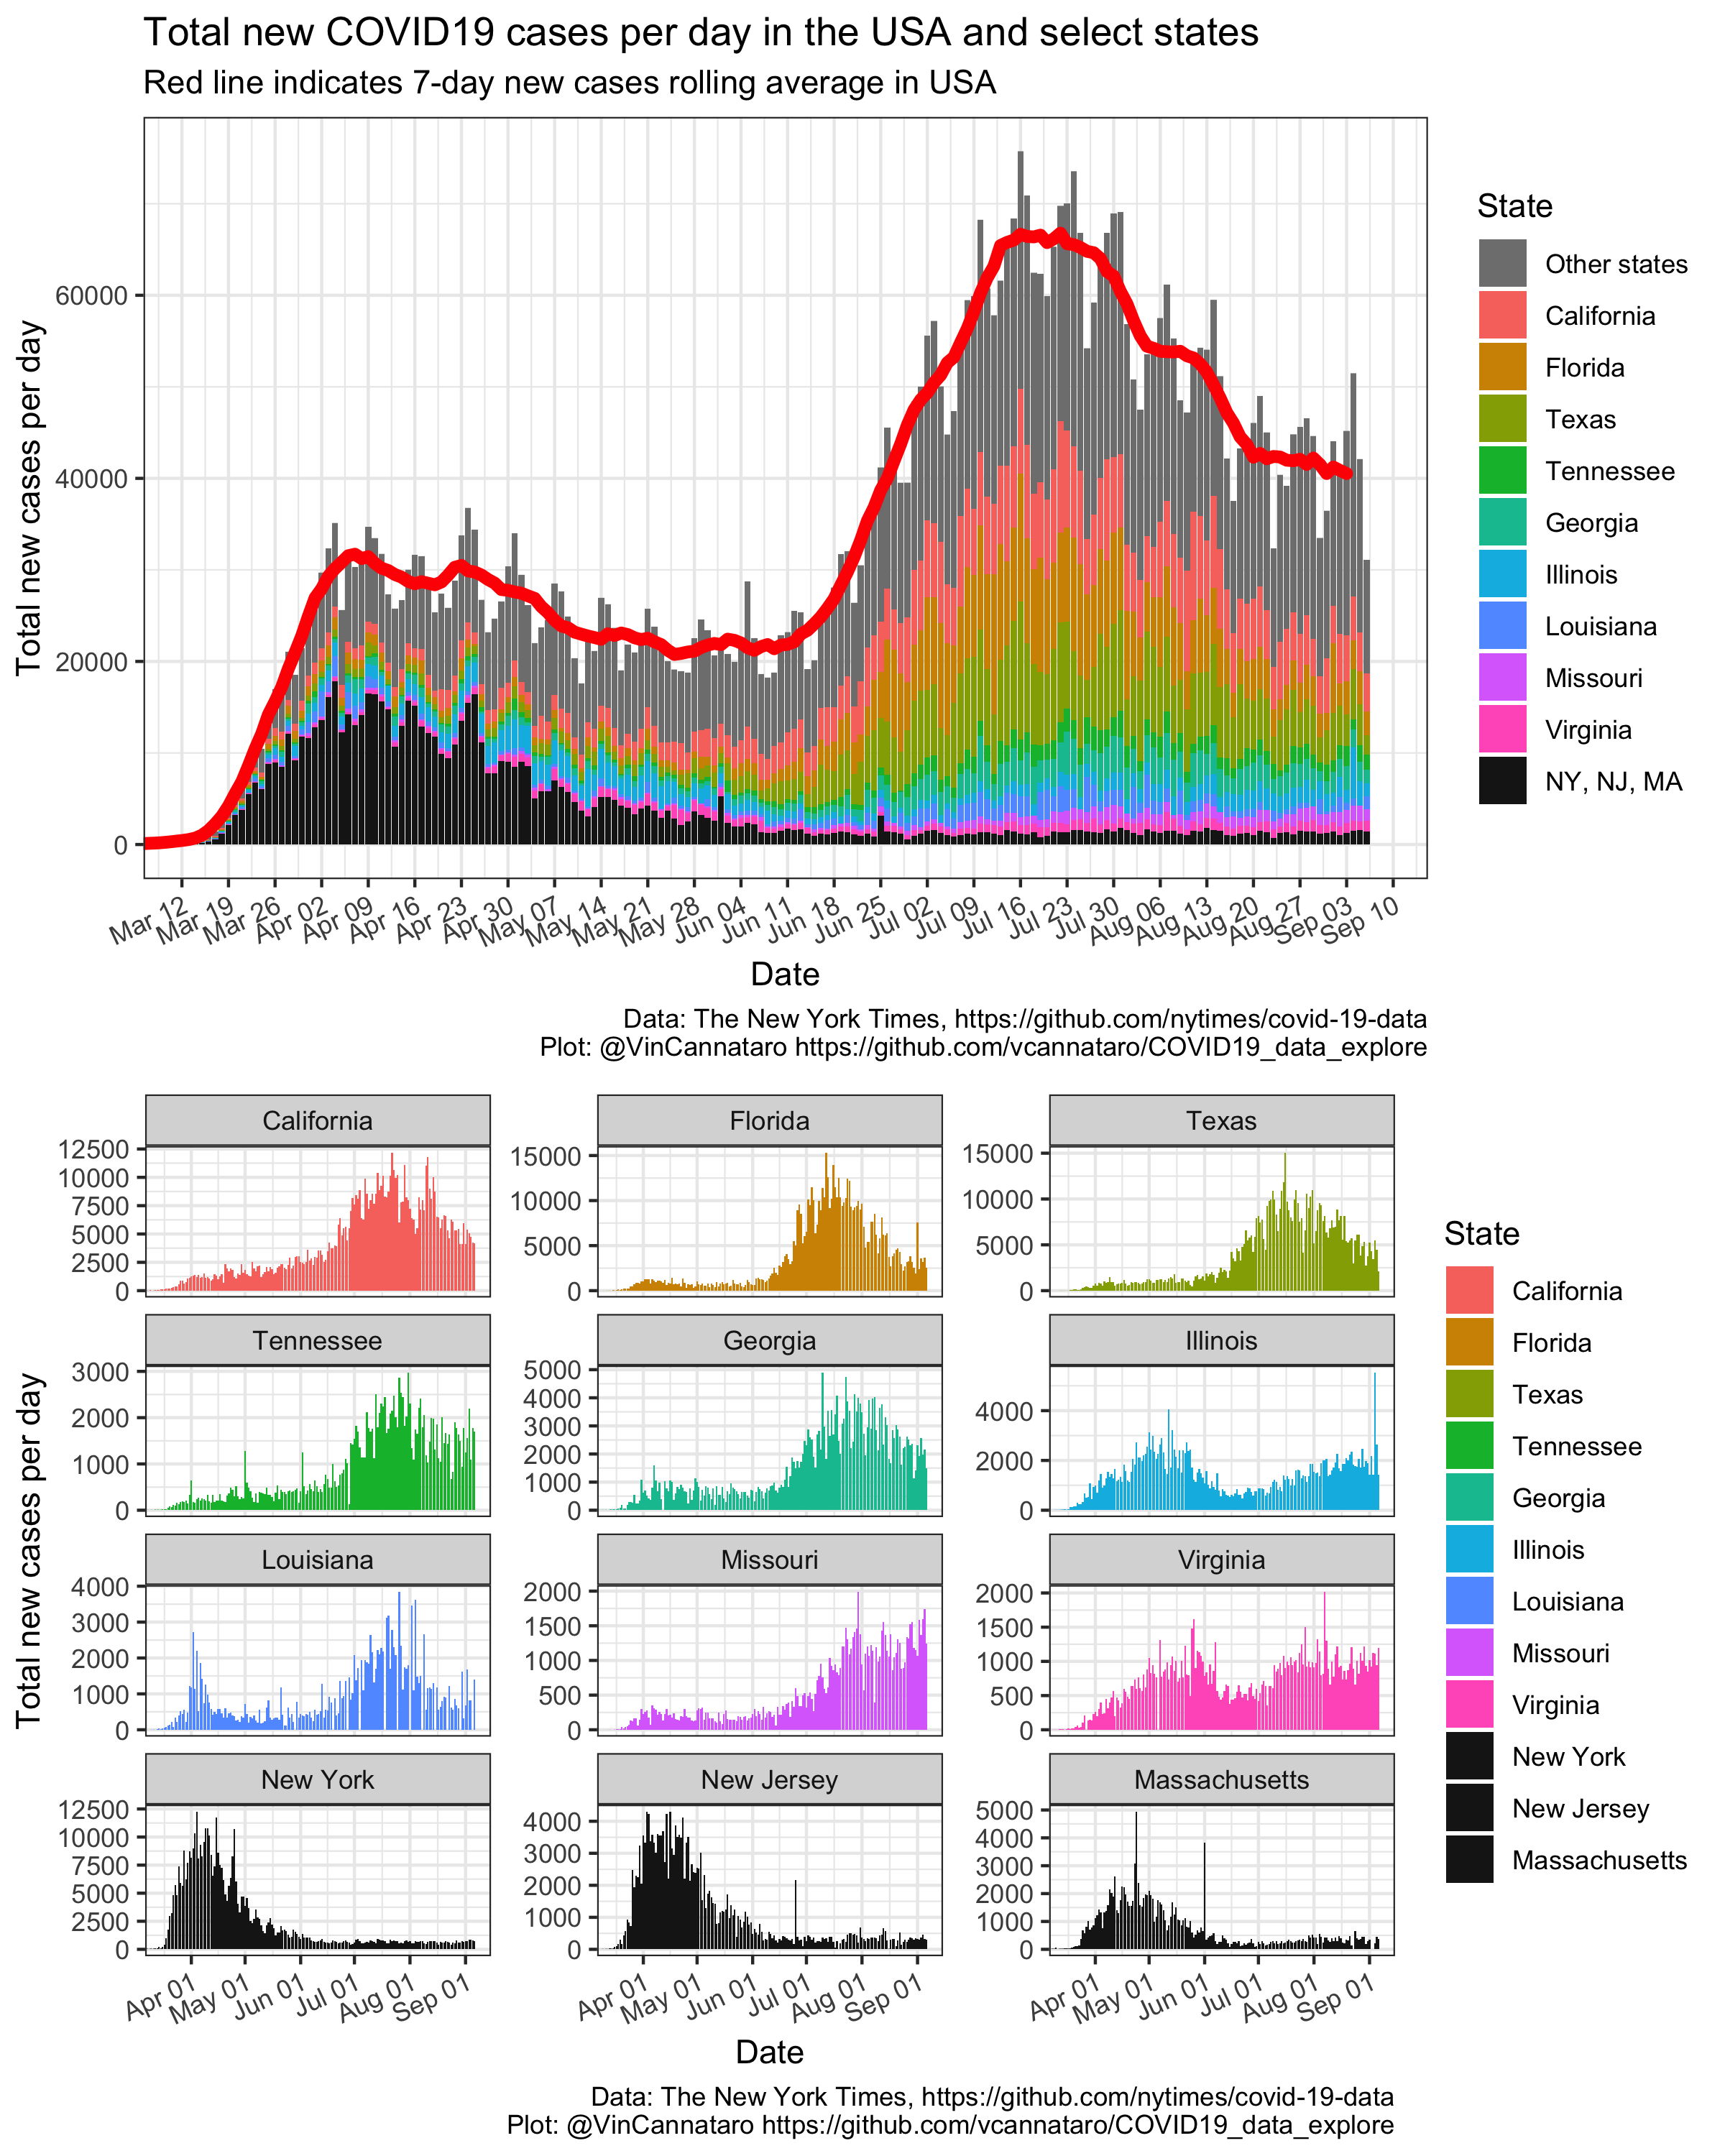 Total new COVID19 cases per day in the USA and select states
Red line indicates 7-day new cases rolling average in USA
Total new cases per day
60000
40000
20000
0
Mar 12
Mar 19
Mar 26
Apr 02
Apr 09
Apr 16
Apr 23
Apr 30
May 07
May 14
May 21
May 28
Jun 04
Jun 11
Jun 18
Jun 25
Jul 02
Jul 09
Jul 16
Jul 23
Jul 30
Aug 06
Aug 13
Aug 20
Aug 27
Sep 03
Sep 10
Date
State
Other states
California
Florida
Texas
Tennessee
Georgia
Illinois
Louisiana
Missouri
Virginia
NY, NJ, MA
Data: The New York Times, https://github.com/nytimes/covid-19-data
Plot: @VinCannataro https://github.com/vcannataro/COVID19_data_explore
Total new cases per day
California
12500
10000
7500
5000
2500
0
Florida
15000
10000
5000
0
Texas
15000
10000
5000
0
Tennessee
3000
2000
1000
0
Georgia
5000
4000
3000
2000
1000
0
Illinois
4000
2000
0
Louisiana
4000
3000
2000
1000
0
Missouri
2000
1500
1000
500
0
Virginia
2000
1500
1000
500
0
New York
12500
10000
7500
5000
2500
0
New Jersey
4000
3000
2000
1000
0
Massachusetts
5000
4000
3000
2000
1000
0
Apr 01
May 01
Jun 01
Jul 01
Aug 01
Sep 01
Apr 01
May 01
Jun 01
Jul 01
Aug 01
Sep 01
Apr 01
May 01
Jun 01
Jul 01
Aug 01
Sep 01
Date
State
California
Florida
Texas
Tennessee
Georgia
Illinois
Louisiana
Missouri
Virginia
New York
New Jersey
Massachusetts
Data: The New York Times, https://github.com/nytimes/covid-19-data
Plot: @VinCannataro https://github.com/vcannataro/COVID19_data_explore